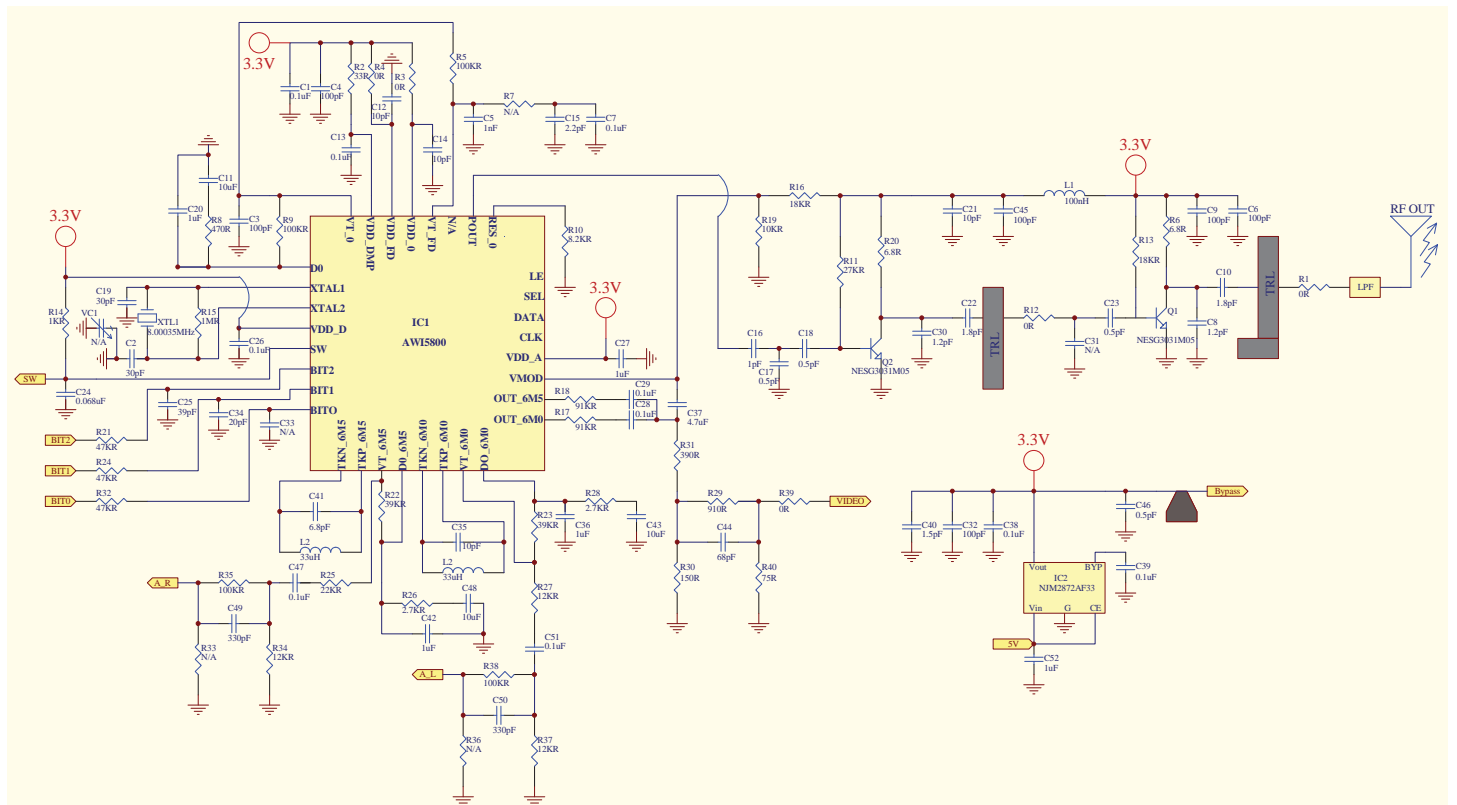 3.3V
C1
0.1uF
C4
100pF
R2
33R
R4
0R
R3
0R
C12
10pF
R5
100KR
R7
N/A
C5
1nF
C15
2.2pF
C7
0.1uF
C13
0.1uF
C14
10pF
C11
10uF
C20
1uF
R8
470R
C3
100pF
R9
100KR
3.3V
R14
1KR
C19
30pF
VC1
N/A
XTL1
8.00035MHz
R15
1MR
C2
30pF
C26
0.1uF
SW
C24
0.068uF
C25
39pF
C34
20pF
C33
N/A
BIT2
R21
47KR
BIT1
R24
47KR
BIT0
R32
47KR
VT_0
VDD_DMP
VDD_FD
VDD_0
VT_FD
N/A
POUT
RES_0
D0
XTAL1
XTAL2
VDD_D
SW
BIT2
BIT1
BITO
IC1
AWI5800
LE
SEL
DATA
CLK
VDD_A
VMOD
OUT_6M5
OUT_6M0
TKN_6M5
TKP_6M5
VT_6M5
D0_6M5
TKN_6M0
TKP_6M0
VT_6M0
DO_6M0
R10
8.2KR
3.3V
C27
1uF
R18
91KR
C29
0.1uF
C28
0.1uF
R17
91KR
C37
4.7uF
R31
390R
R29
910R
R39
0R
VIDEO
C44
68pF
R30
150R
R40
75R
C41
6.8pF
L2
33uH
R22
39KR
C35
10pF
L2
33uH
R23
39KR
C36
1uF
R28
2.7KR
C43
10uF
A_R
R35
100KR
C47
0.1uF
R25
22KR
C49
330pF
R33
N/A
R34
12KR
R26
2.7KR
C48
10uF
C42
1uF
R27
12KR
C51
0.1uF
A_L
R38
100KR
C50
330pF
R36
N/A
R37
12KR
R19
10KR
R16
18KR
R11
27KR
R20
6.8R
C16
1pF
C17
0.5pF
C18
0.5pF
Q2
NESG3031M05
C30
1.2pF
C22
1.8pF
TRL
R12
0R
C31
N/A
C23
0.5pF
C21
10pF
C45
100pF
L1
100nH
3.3V
R13
18KR
R6
6.8R
C9
100pF
C6
100pF
Q1
NESG3031M05
C10
1.8pF
C8
1.2pF
TRL
R1
0R
LPF
RF OUT
3.3V
C40
1.5pF
C32
100pF
C38
0.1uF
C46
0.5pF
Bypass
Vout
BYP
IC2
NJM2872AF33
Vin
G
CE
C39
0.1uF
5V
C52
1uF